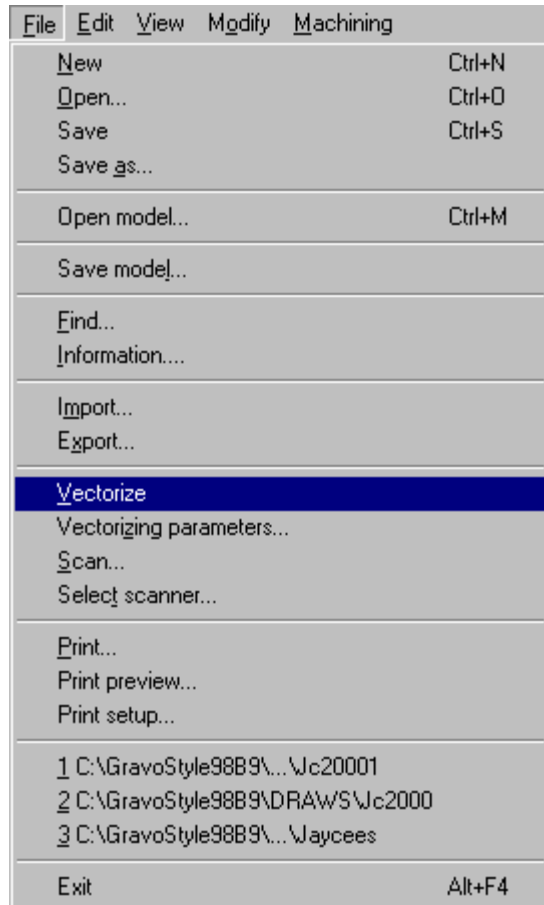 File Edit View Modify Machining
New Ctrl+N
Open... Ctrl+O
Save Ctrl+S
Save as...
Open model... Ctrl+M
Save model...
Find...
Information....
Import...
Export...
Vectorize
Vectorizing parameters...
Scan...
Select scanner...
Print...
Print preview...
Print setup...
1 C:\GravoStyle98B9\...\Jc20001
2 C:\GravoStyle98B9\DRAWS\Jc2000
3 C:\GravoStyle98B9\...\Jaycees
Exit Alt+F4